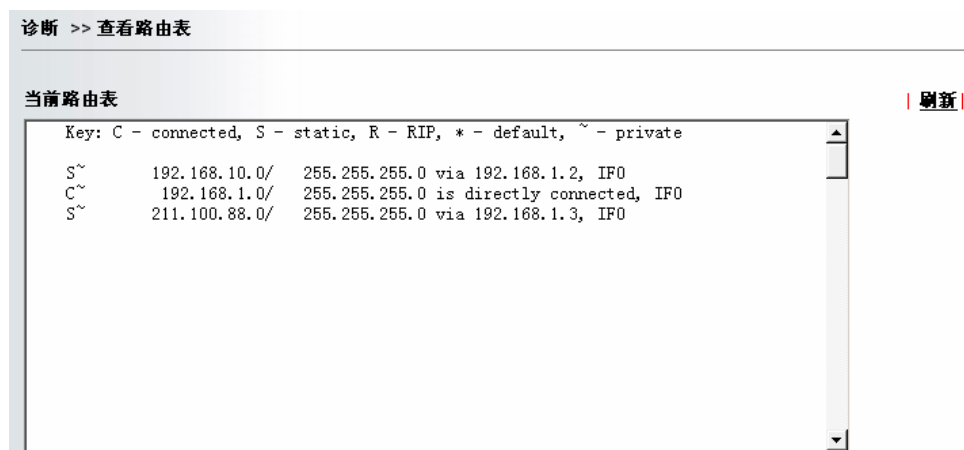 诊断 >> 查看路由表
当前路由表
| 刷新 |
Key: C - connected, S - static, R - RIP, * - default, ~ - private
S~ 192.168.10.0/ 255.255.255.0 via 192.168.1.2, IF0
C~ 192.168.1.0/ 255.255.255.0 is directly connected, IF0
S~ 211.100.88.0/ 255.255.255.0 via 192.168.1.3, IF0